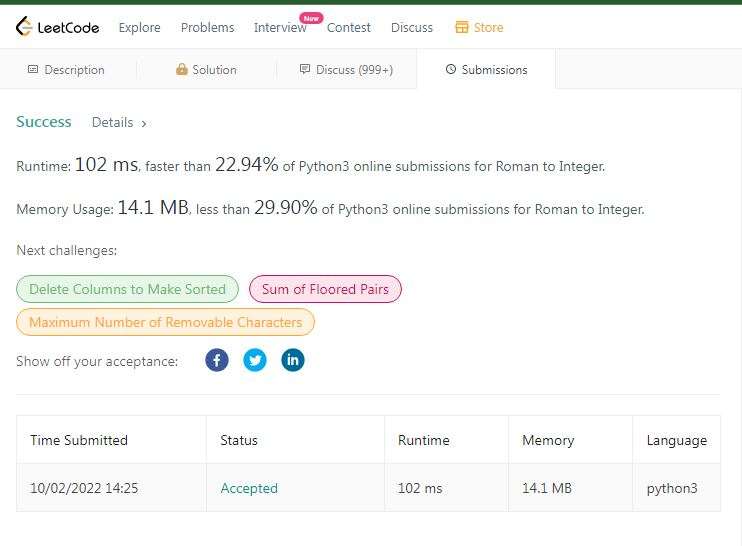 LeetCode Explore Problems Interview New Contest Discuss Store
Description Solution Discuss (999+) Submissions
Success Details >
Runtime: 102 ms, faster than 22.94% of Python3 online submissions for Roman to Integer.
Memory Usage: 14.1 MB, less than 29.90% of Python3 online submissions for Roman to Integer.
Next challenges:
Delete Columns to Make Sorted Sum of Floored Pairs
Maximum Number of Removable Characters
Show off your acceptance: f in
Time Submitted Status Runtime Memory Language
10/02/2022 14:25 Accepted 102 ms 14.1 MB python3